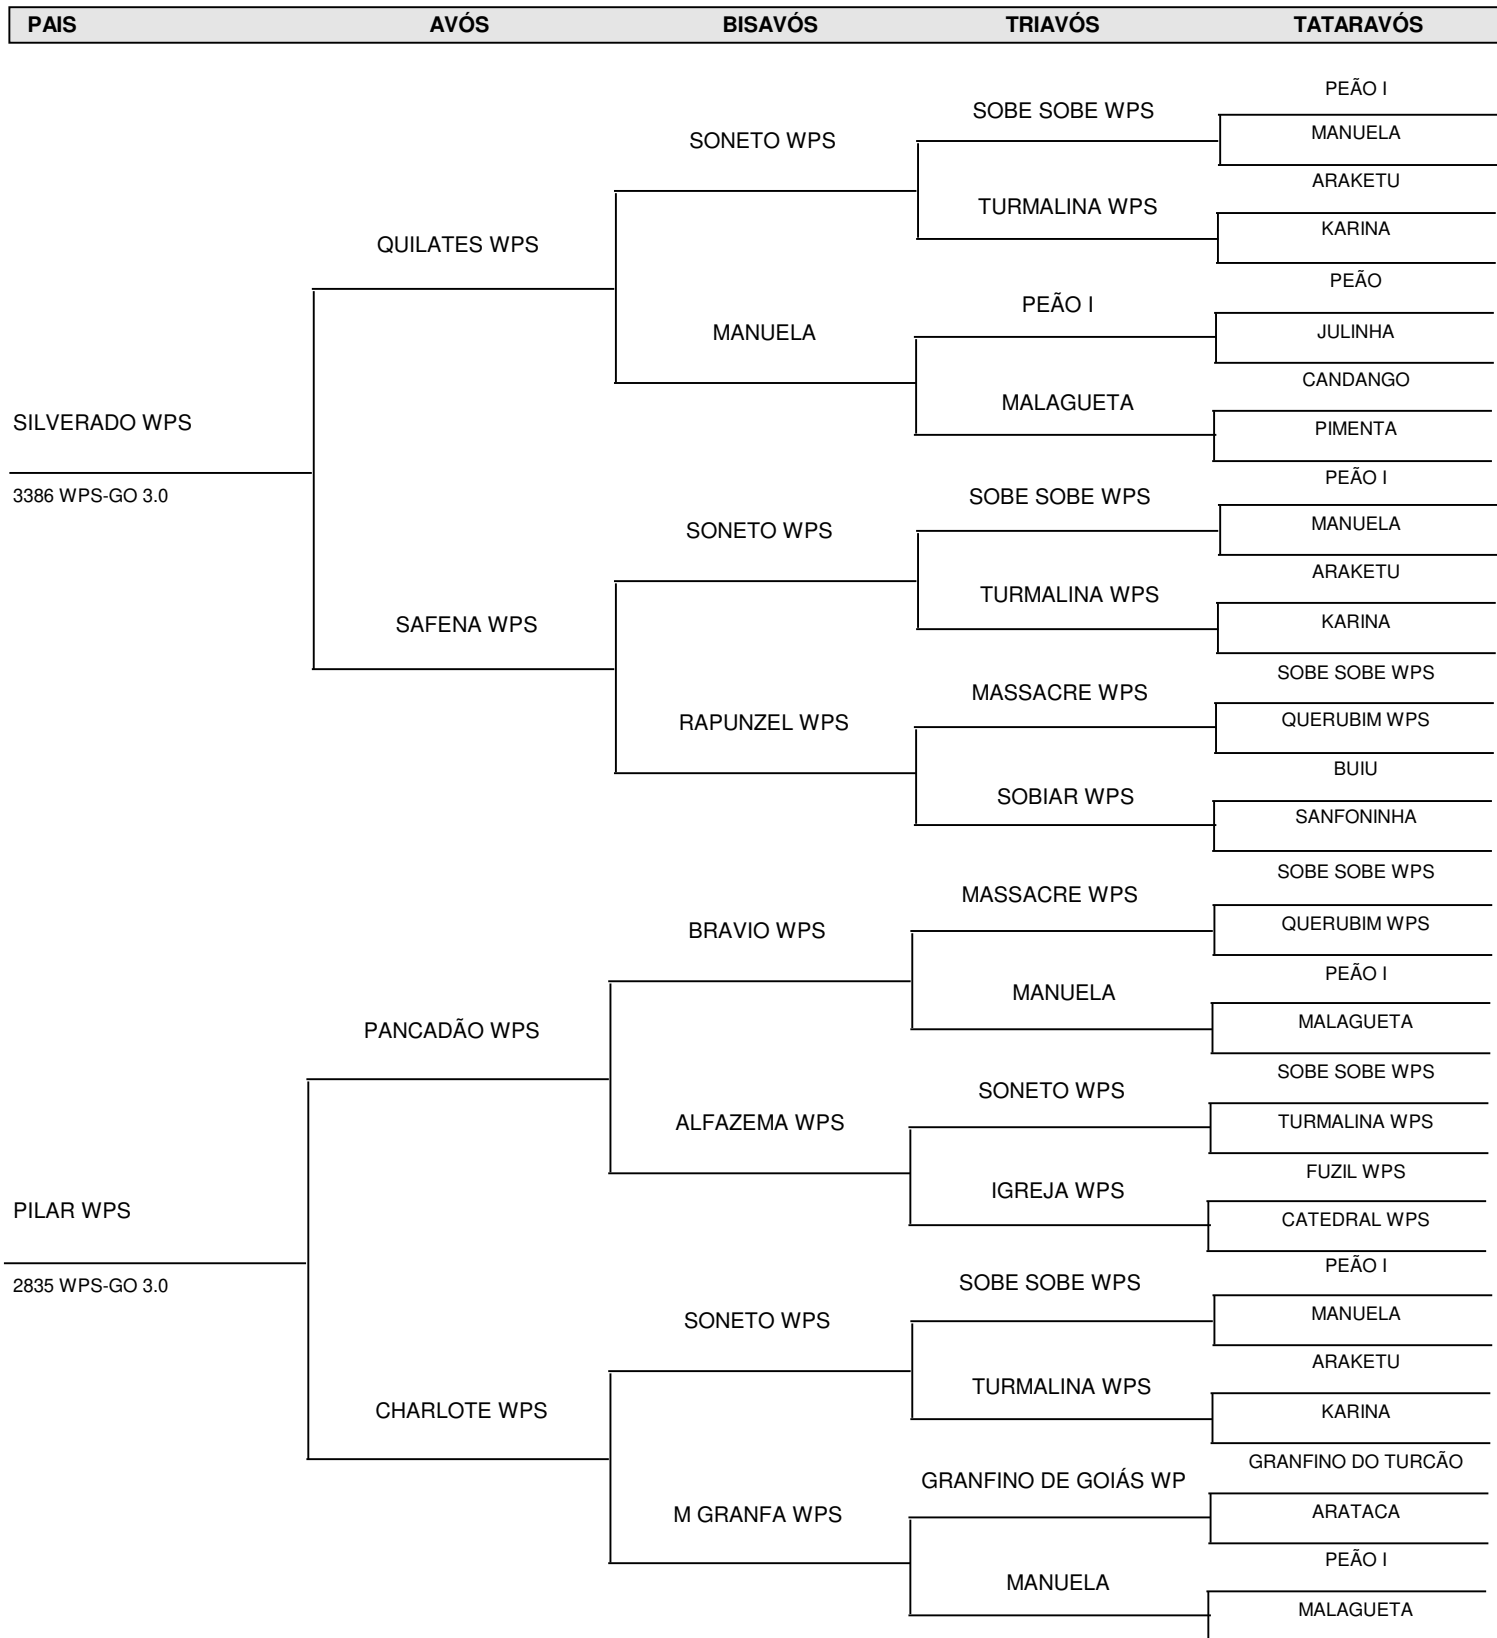 PAIS AVÓS BISAVÓS TRIAVÓS TATARAVÓS
PEÃO I
SOBE SOBE WPS
MANUELA
SONETO WPS
ARAKETU
TURMALINA WPS
KARINA
QUILATES WPS
PEÃO
PEÃO I
JULINHA
MANUELA
CANDANGO
MALAGUETA
SILVERADO WPS
PIMENTA
PEÃO I
3386 WPS-GO 3.0
SOBE SOBE WPS
MANUELA
SONETO WPS
ARAKETU
TURMALINA WPS
KARINA
SAFENA WPS
SOBE SOBE WPS
MASSACRE WPS
QUERUBIM WPS
RAPUNZEL WPS
BUIU
SOBIAR WPS
SANFONINHA
SOBE SOBE WPS
MASSACRE WPS
QUERUBIM WPS
BRAVIO WPS
PEÃO I
MANUELA
MALAGUETA
PANCADÃO WPS
SOBE SOBE WPS
SONETO WPS
TURMALINA WPS
ALFAZEMA WPS
FUZIL WPS
IGREJA WPS
PILAR WPS
CATEDRAL WPS
PEÃO I
2835 WPS-GO 3.0
SOBE SOBE WPS
MANUELA
SONETO WPS
ARAKETU
TURMALINA WPS
KARINA
CHARLOTE WPS
GRANFINO DO TURCÃO
GRANFINO DE GOIÁS WP
ARATACA
M GRANFA WPS
PEÃO I
MANUELA
MALAGUETA